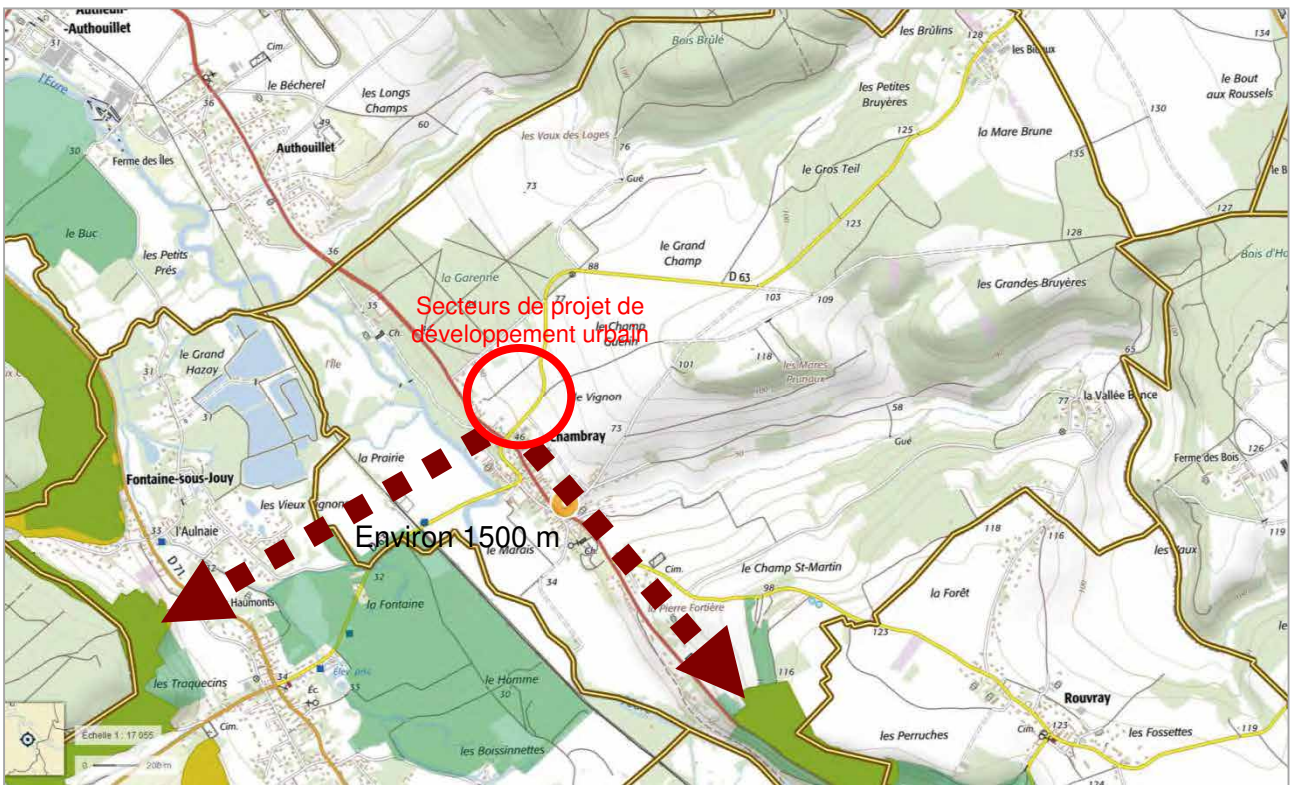 Autheuil-
-Authouillet
31
l'Eure
Cim.
le Bécherel
36
les Longs
Champs
60
49
Authouillet
Ferme des Îles
30
le Buc
les Petits
Prés
36
Bois Brûlé
les Brûlins
128
134
les Petites
Bruyères
le Bout
aux Roussels
130
125
la Mare Brune
135
les Vaux des Loges
76
73
Gué
le Gros Teil
123
127
128
le Grand
Champ
D 63
88
77
la Garenne
103
109
les Grandes Bruyères
Secteurs de projet de
développement urbain
le Champ
Guérin
35
Ch.
l'Île
le Grand
Hazay
31
31
101
118
les Mares
Prunaux
100
65
le Vignon
46
Chambray
73
58
Gué
77
la Vallée Bance
Ferme des Bois
126
la Prairie
Fontaine-sous-Jouy
les Vieux Vignons
33
l'Aulnaie
D 71
Environ 1500 m
le Marais
34
Ch.
Cim.
le Champ St-Martin
98
118
116
les Vaux
119
32
Haumonts
la Fontaine
la Pierre Fortière
la Forêt
123
116
les Traquecins
34
Éc.
33
le Homme
30
Rouvray
123
Cim.
les Perruches
les Fossettes
119
Cim.
les Boissinnettes
124
Échelle 1 : 17 055
0
200 m